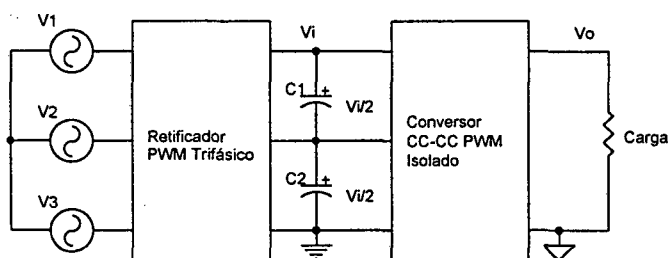 V1
Vi
Vo
C1
Vi/2
V2
Retificador
PWM Trifásico
Conversor
CC-CC PWM
Isolado
Carga
C2
Vi/2
V3